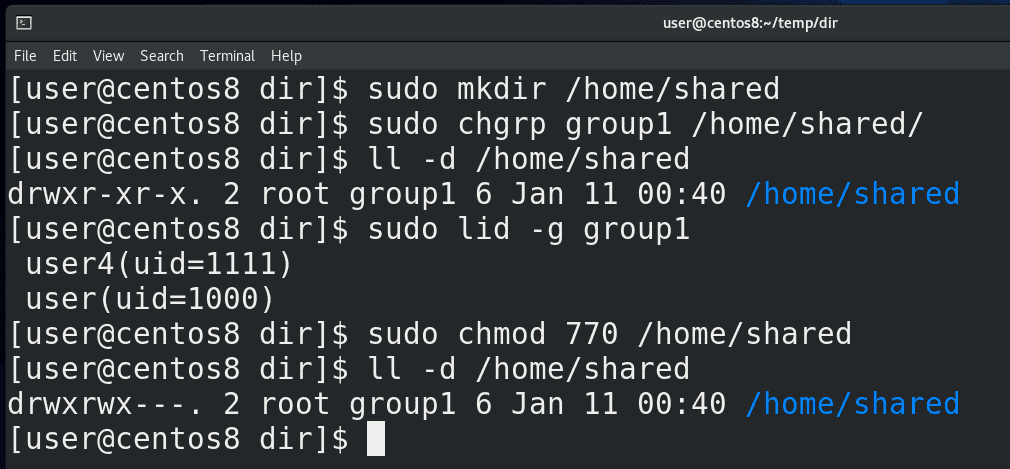 user@centos8:~/temp/dir
File Edit View Search Terminal Help
[user@centos8 dir]$ sudo mkdir /home/shared
[user@centos8 dir]$ sudo chgrp group1 /home/shared/
[user@centos8 dir]$ ll -d /home/shared
drwxr-xr-x. 2 root group1 6 Jan 11 00:40 /home/shared
[user@centos8 dir]$ sudo lid -g group1
 user4(uid=1111)
 user(uid=1000)
[user@centos8 dir]$ sudo chmod 770 /home/shared
[user@centos8 dir]$ ll -d /home/shared
drwxrwx---. 2 root group1 6 Jan 11 00:40 /home/shared
[user@centos8 dir]$